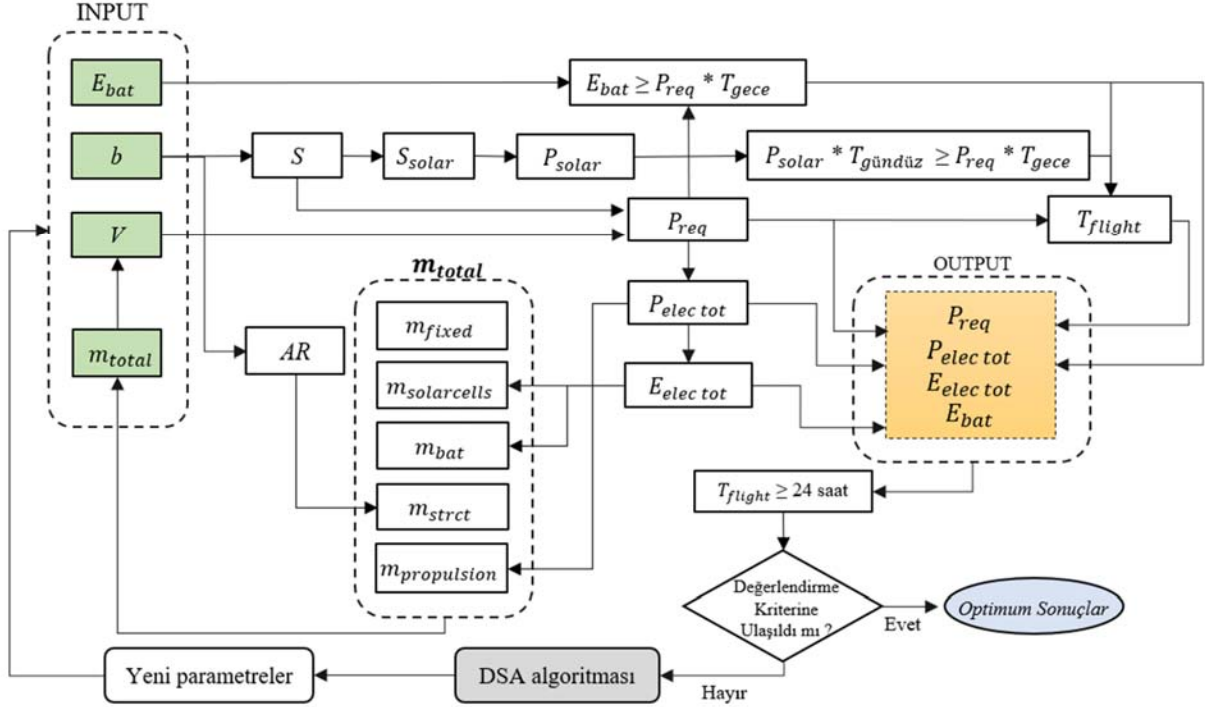 INPUT
E_bat
E_bat ≥ P_req * T_gece
b
S
S_solar
P_solar
P_solar * T_gündüz ≥ P_req * T_gece
V
P_req
T_flight
m_total
m_total
AR
m_fixed
m_solarcells
m_bat
m_strct
m_propulsion
P_elec tot
E_elec tot
OUTPUT
P_req
P_elec tot
E_elec tot
E_bat
T_flight ≥ 24 saat
Değerlendirme
Kriterine
Ulaşıldı mı ?
Evet
Optimum Sonuçlar
Hayır
DSA algoritması
Yeni parametreler